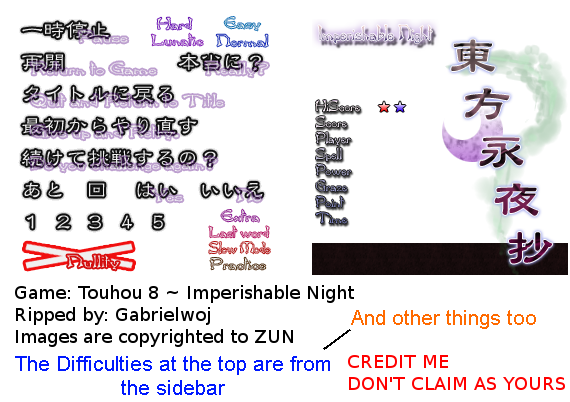 一時停止
Pause
Hard
Easy
Lunatic
Normal
再開
Return to Game
本当に？
Really?
タイトルに戻る
Quit and Return to Title
最初からやり直す
Give up and Retry
続けて挑戦するの？
Do you challenge again?
あと 回 はい いいえ
Yes
No
1 2 3 4 5
Extra
Last word
Slow Mode
Practice
Nullify
Imperishable Night
HiScore ★★
Score
Player
Spell
Power
Graze
Point
Time
東方永夜抄
Game: Touhou 8 ~ Imperishable Night
Ripped by: Gabrielwoj
Images are copyrighted to ZUN
And other things too
The Difficulties at the top are from
the sidebar
CREDIT ME
DON'T CLAIM AS YOURS